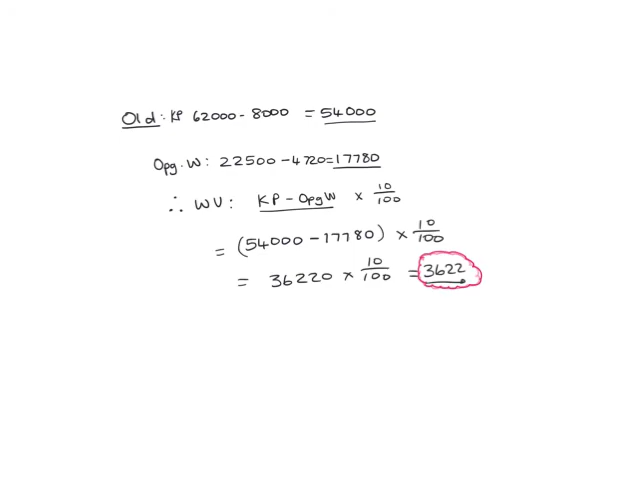 Old : KP 62000 - 8000 = 54000
Opg.W: 22500 - 4720 = 17780
∴ WV: KP - OpgW × 10/100
= (54000 - 17780) × 10/100
= 36220 × 10/100 = 3622